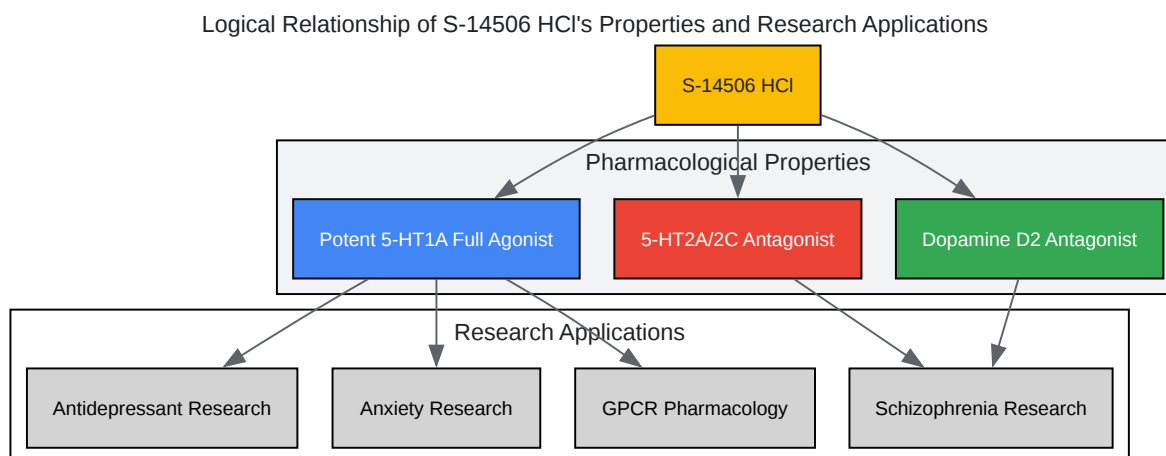 Logical Relationship of S-14506 HCl's Properties and Research Applications
S-14506 HCl
Pharmacological Properties
Potent 5-HT1A Full Agonist
5-HT2A/2C Antagonist
Dopamine D2 Antagonist
Research Applications
Antidepressant Research
Anxiety Research
GPCR Pharmacology
Schizophrenia Research